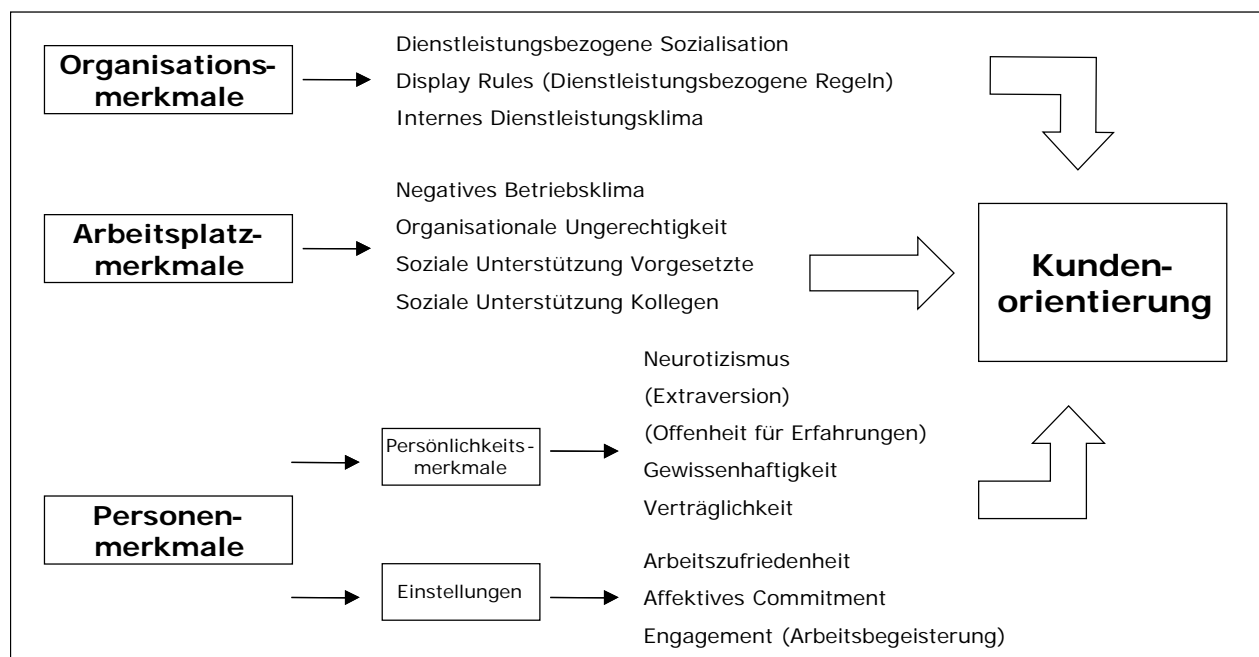 Organisations-
merkmale
Dienstleistungsbezogene Sozialisation
Display Rules (Dienstleistungsbezogene Regeln)
Internes Dienstleistungsklima
Arbeitsplatz-
merkmale
Negatives Betriebsklima
Organisationale Ungerechtigkeit
Soziale Unterstützung Vorgesetzte
Soziale Unterstützung Kollegen
Kunden-
orientierung
Personen-
merkmale
Persönlichkeits-
merkmale
Neurotizismus
(Extraversion)
(Offenheit für Erfahrungen)
Gewissenhaftigkeit
Verträglichkeit
Einstellungen
Arbeitszufriedenheit
Affektives Commitment
Engagement (Arbeitsbegeisterung)